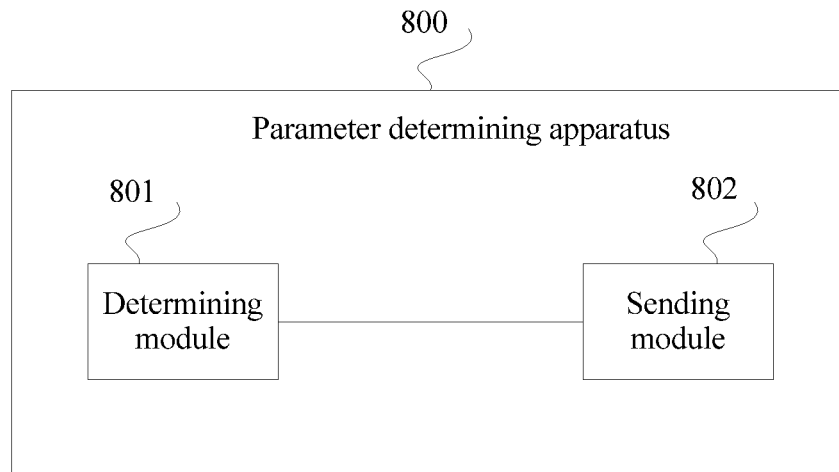 800
Parameter determining apparatus
801
802
Determining
module
Sending
module